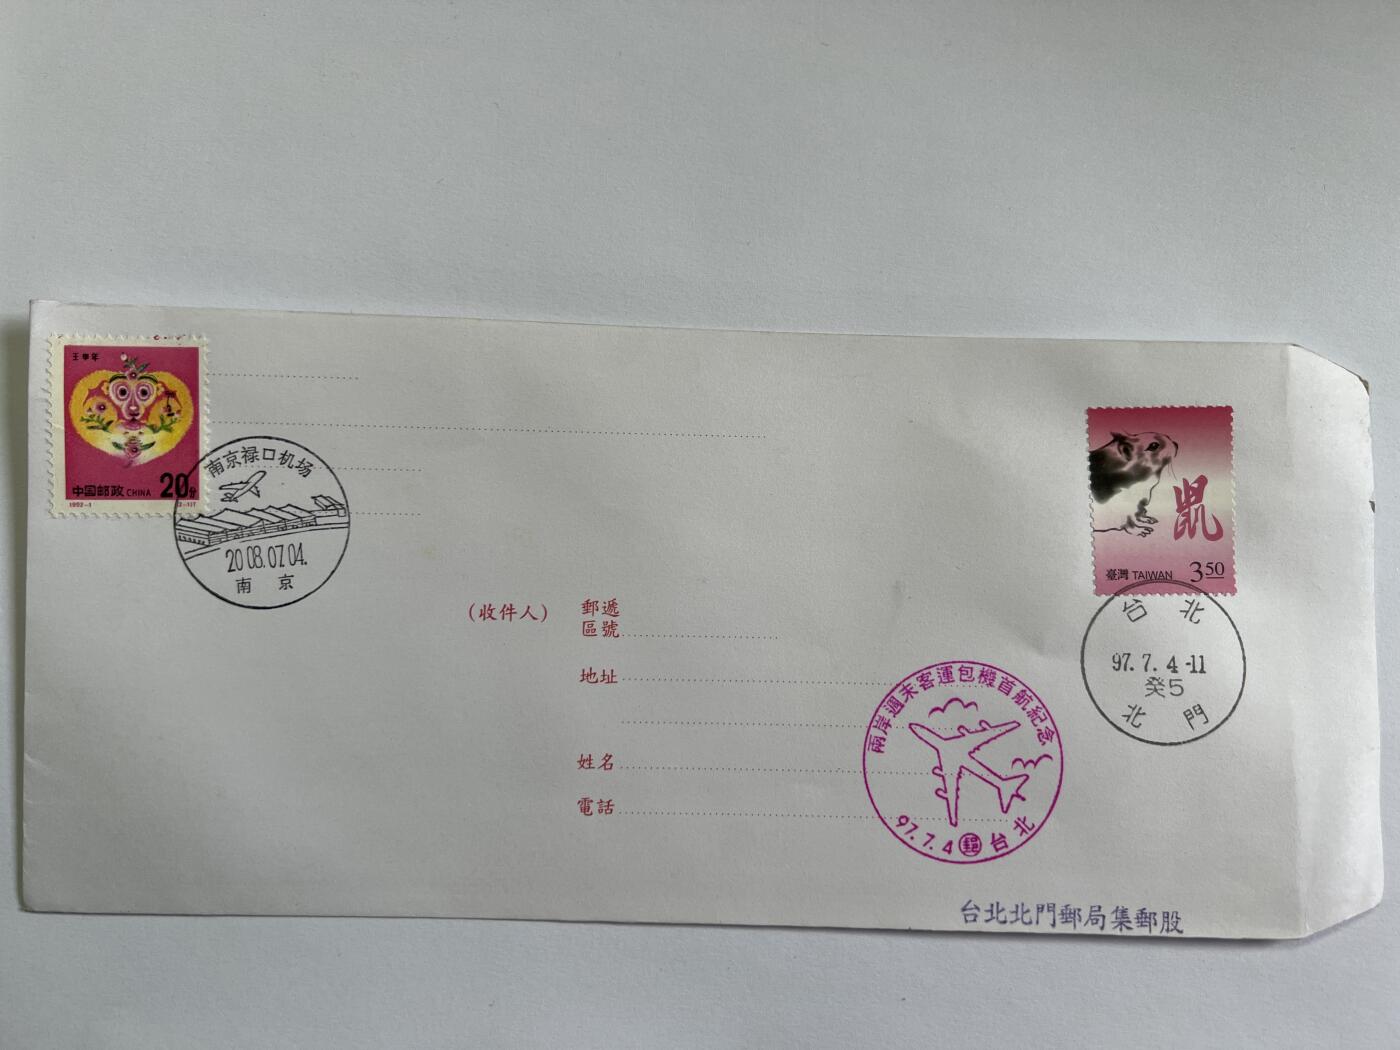 壬申年
中国邮政 CHINA 20分
1992-1
(2-1)T
南京禄口机场
2008.07.04.
南 京
鼠
臺灣 TAIWAN 3 50
台 北
97.7.4-11
癸5
北 門
(收件人)
郵遞
區號
地址
姓名
電話
兩岸週末客運包機首航紀念
97.7.4 郵 台北
台北北門郵局集郵股